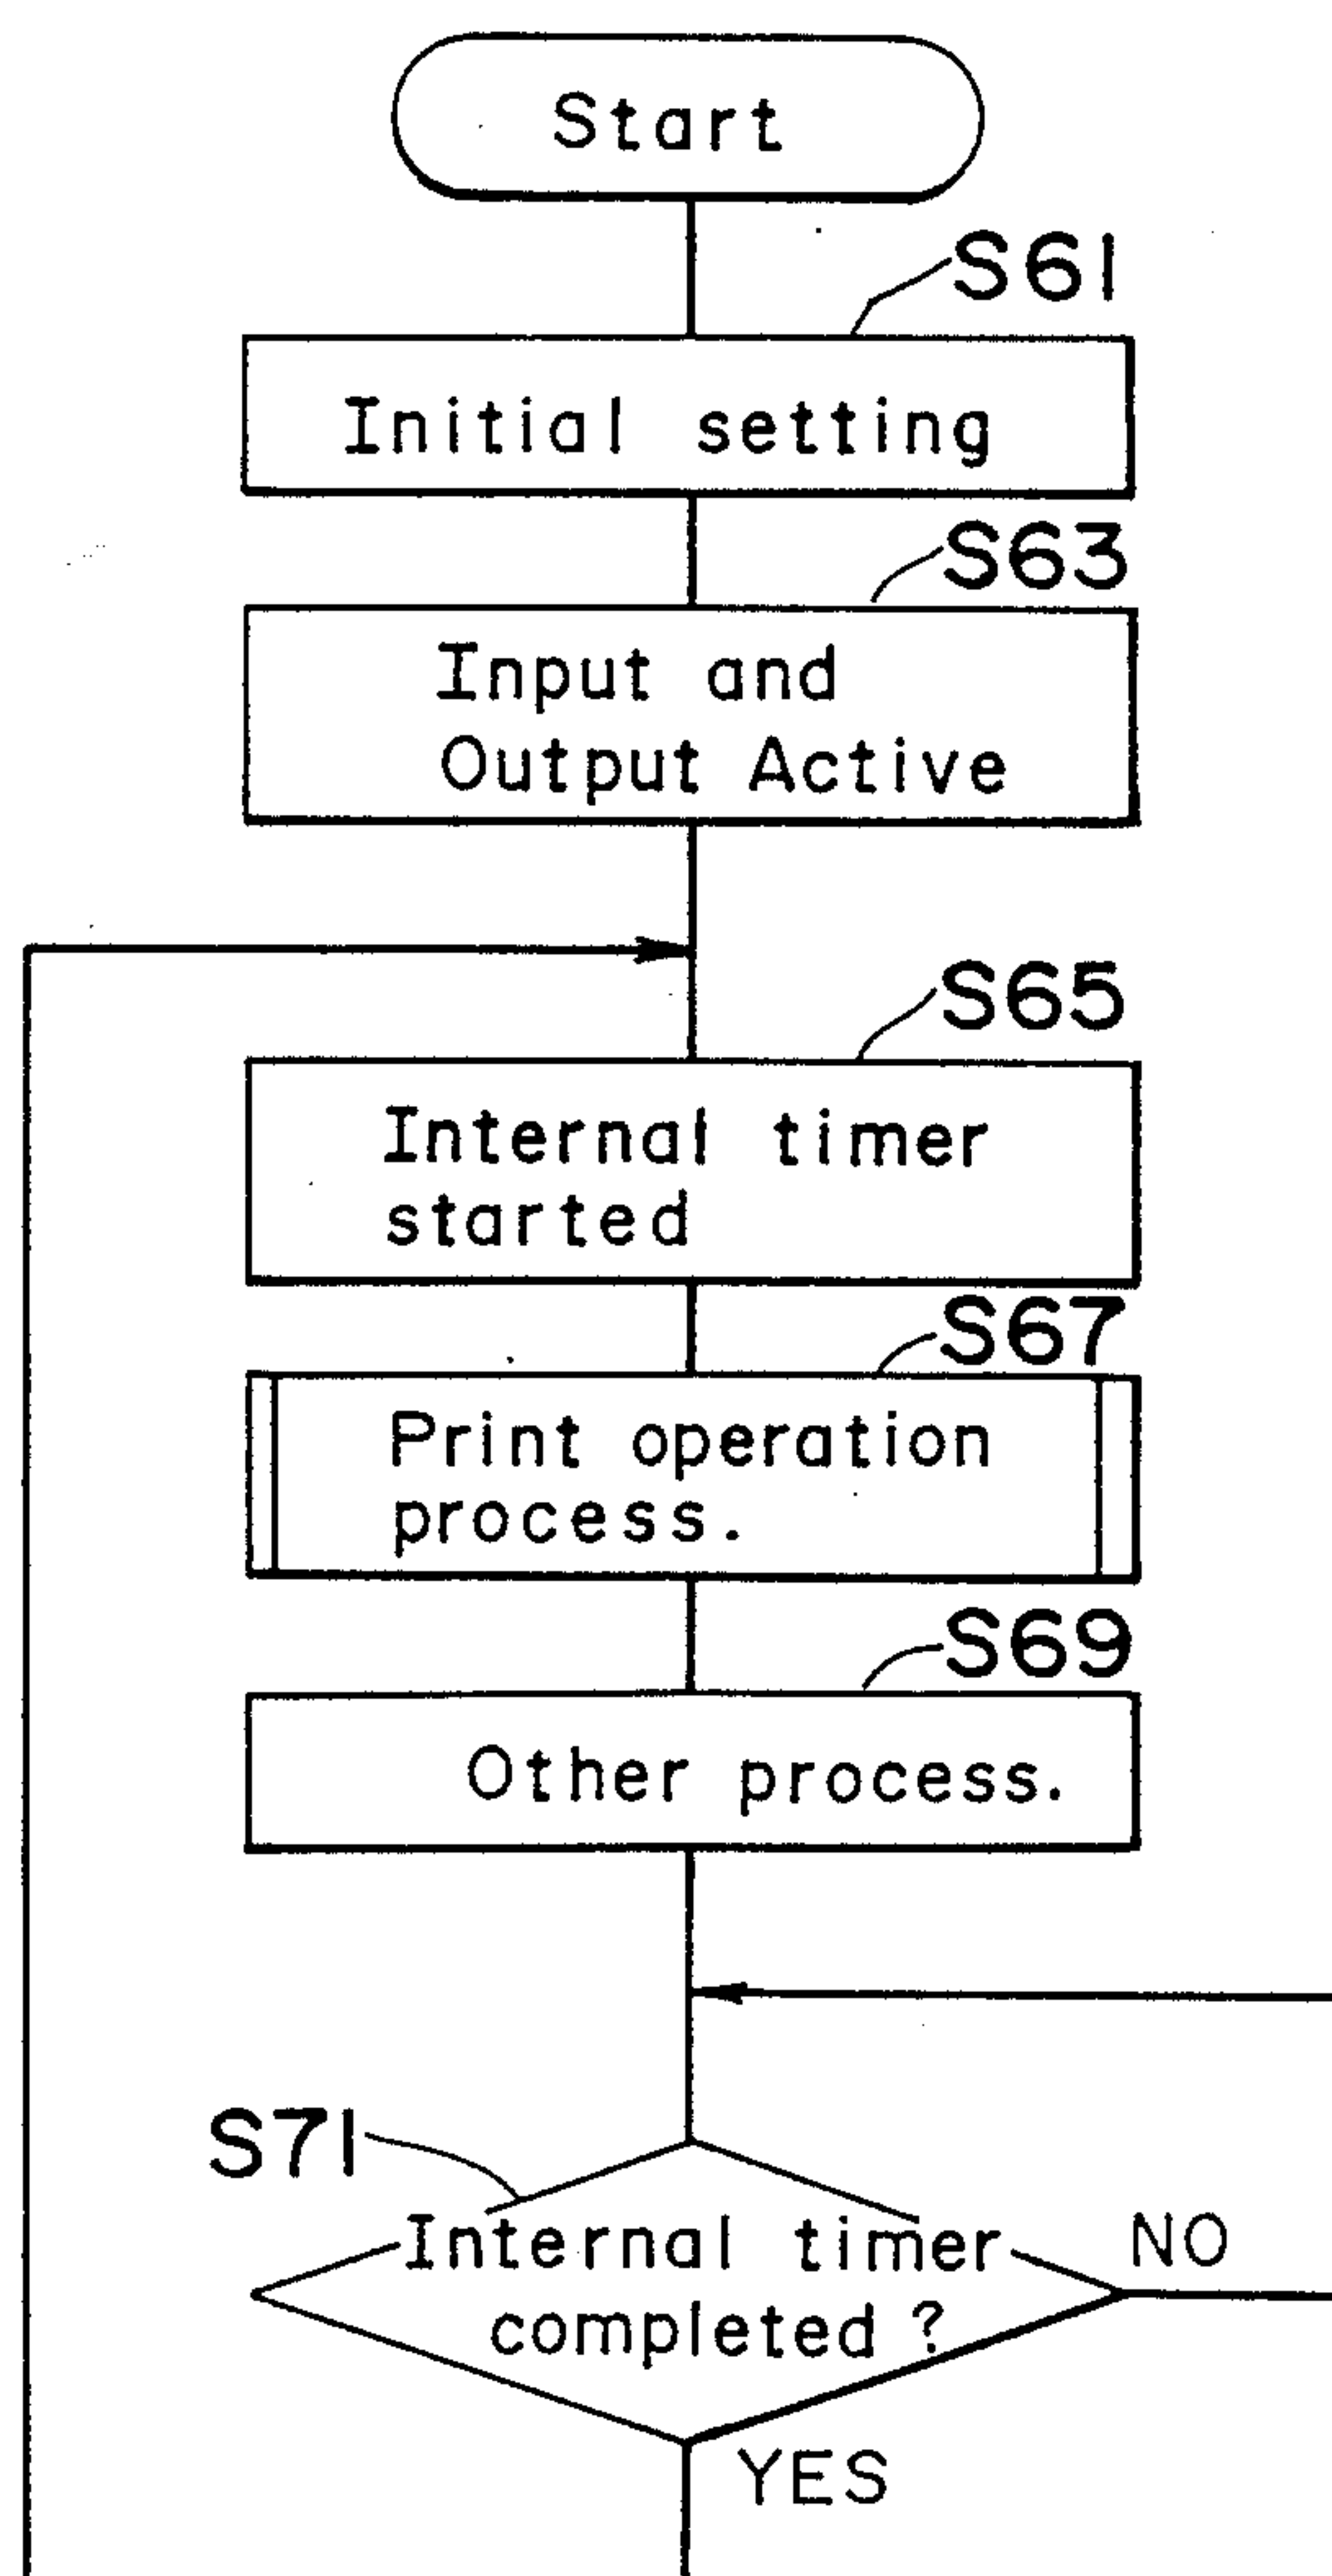 Start
S61
Initial setting
S63
Input and
Output Active
S65
Internal timer
started
S67
Print operation
process.
S69
Other process.
S71
Internal timer
completed ?
NO
YES